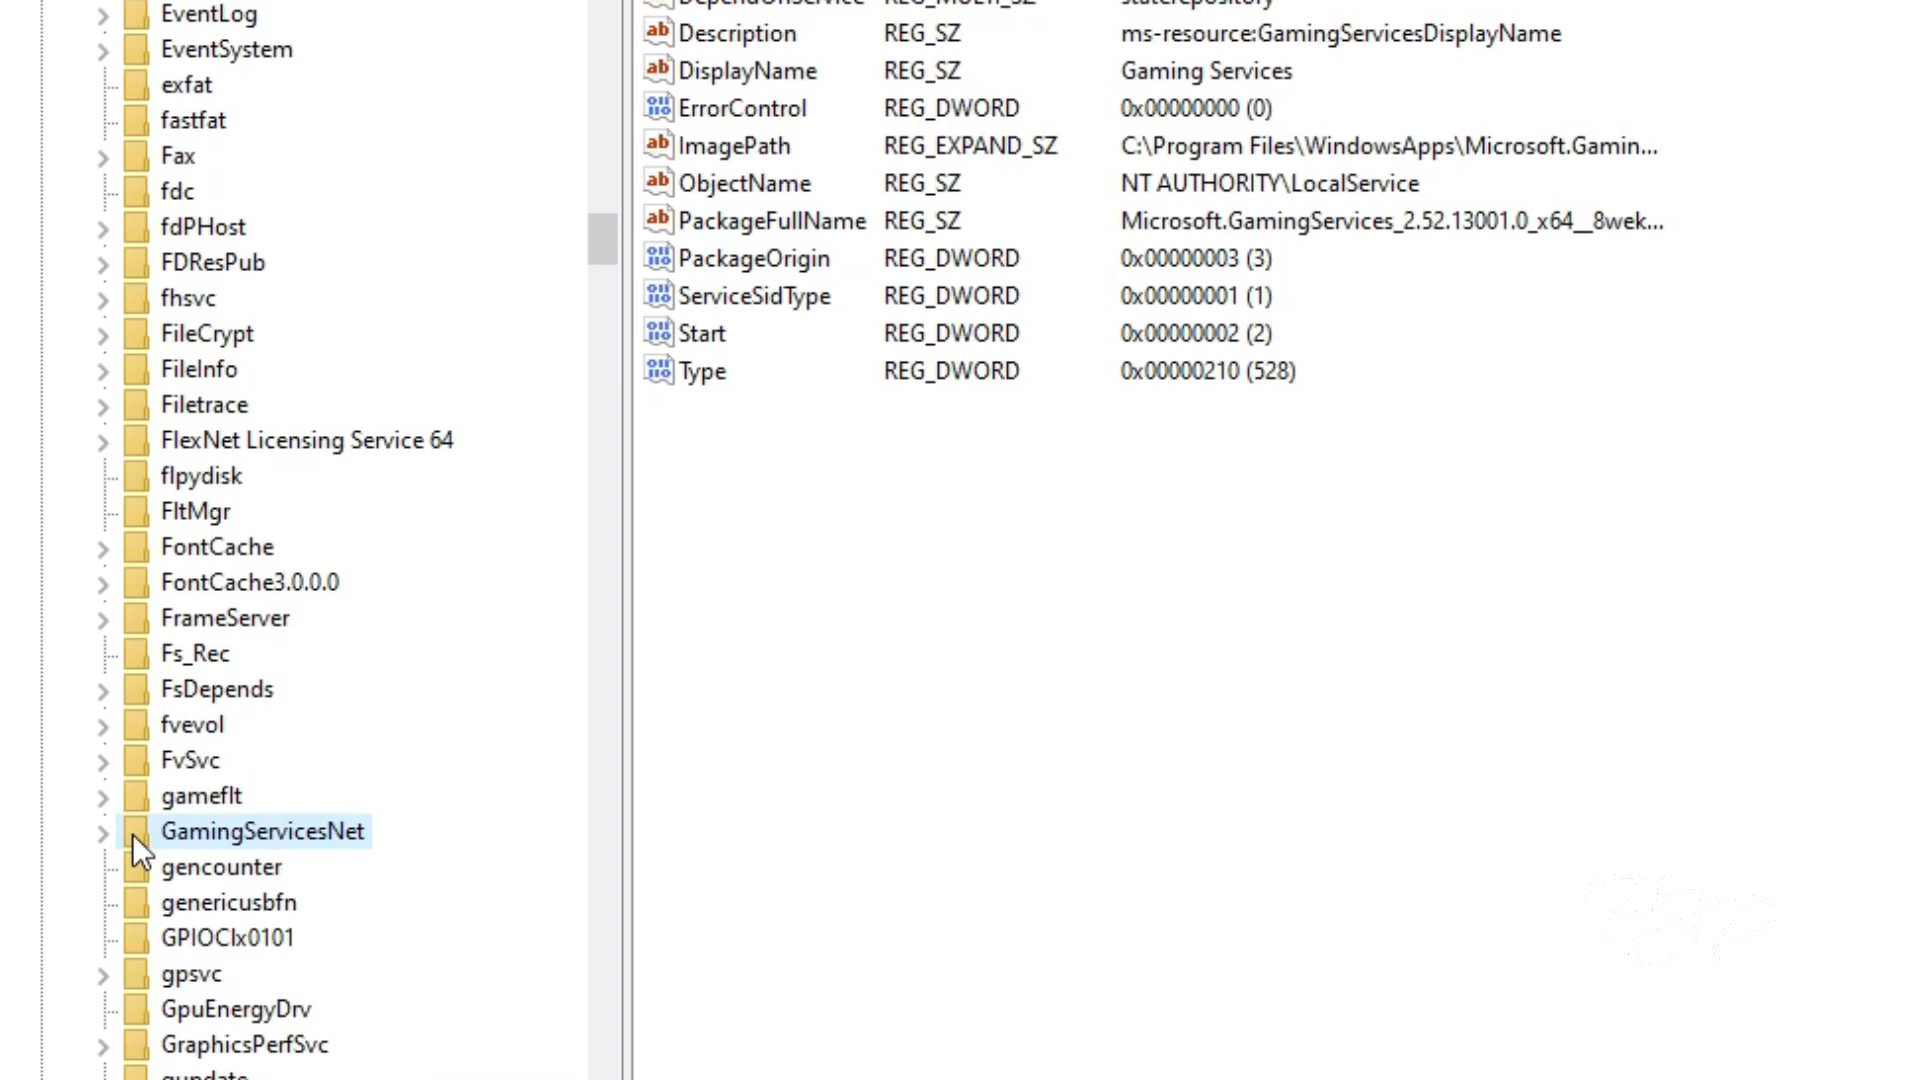 EventLog
EventSystem
exfat
fastfat
Fax
fdc
fdPHost
FDResPub
fhsvc
FileCrypt
FileInfo
Filetrace
FlexNet Licensing Service 64
flpydisk
FltMgr
FontCache
FontCache3.0.0.0
FrameServer
Fs_Rec
FsDepends
fvevol
FvSvc
gameflt
GamingServicesNet
gencounter
genericusbfn
GPIOClx0101
gpsvc
GpuEnergyDrv
GraphicsPerfSvc
gupdate
DependOnService REG_MULTI_SZ staterepository
Description REG_SZ ms-resource:GamingServicesDisplayName
DisplayName REG_SZ Gaming Services
ErrorControl REG_DWORD 0x00000000 (0)
ImagePath REG_EXPAND_SZ C:\Program Files\WindowsApps\Microsoft.Gamin...
ObjectName REG_SZ NT AUTHORITY\LocalService
PackageFullName REG_SZ Microsoft.GamingServices_2.52.13001.0_x64__8wek...
PackageOrigin REG_DWORD 0x00000003 (3)
ServiceSidType REG_DWORD 0x00000001 (1)
Start REG_DWORD 0x00000002 (2)
Type REG_DWORD 0x00000210 (528)